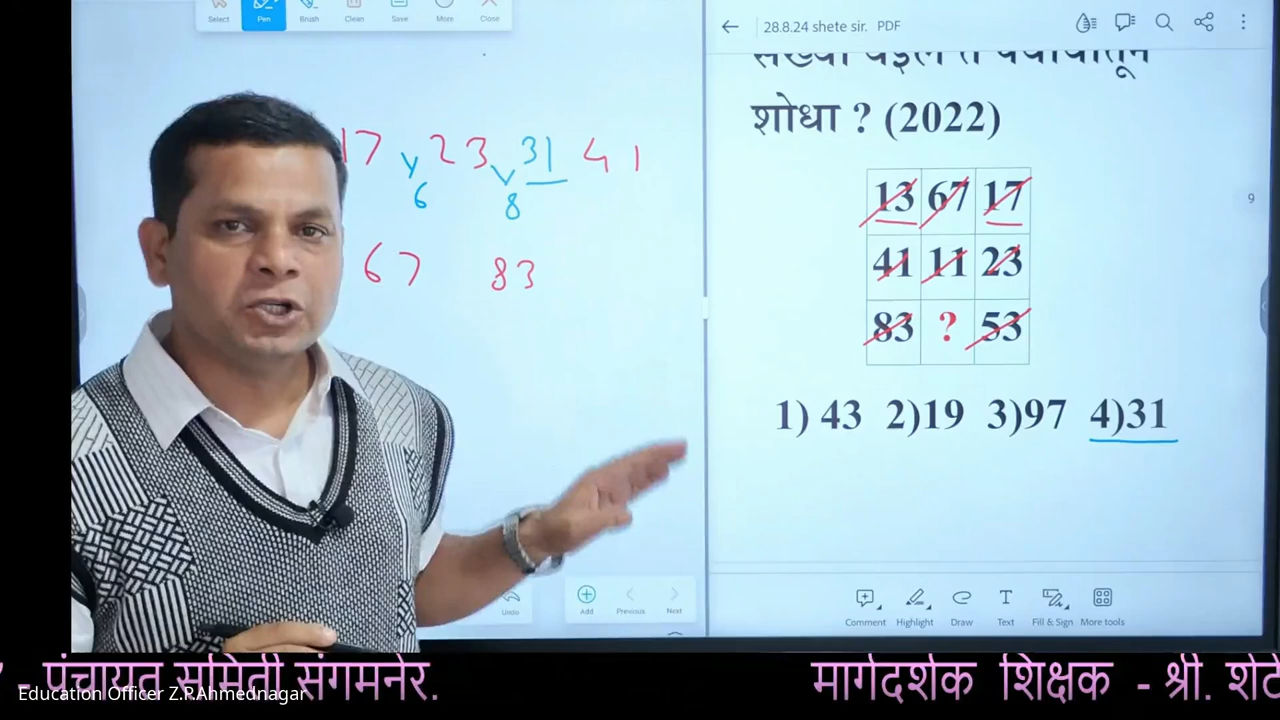 Select Pen Brush Clean Save More Close
28.8.24 shete sir. PDF
शोधा ? (2022)
17 23 31 41
6 8
67 83
13 67 17
41 11 23
83 ? 53
9
1) 43 2)19 3)97 4)31
Undo Add Previous Next
Comment Highlight Draw Text Fill & Sign More tools
- पंचायत समिती संगमनेर. मार्गदर्शक शिक्षक - श्री. शेटे
Education Officer Z.P.Ahmednagar